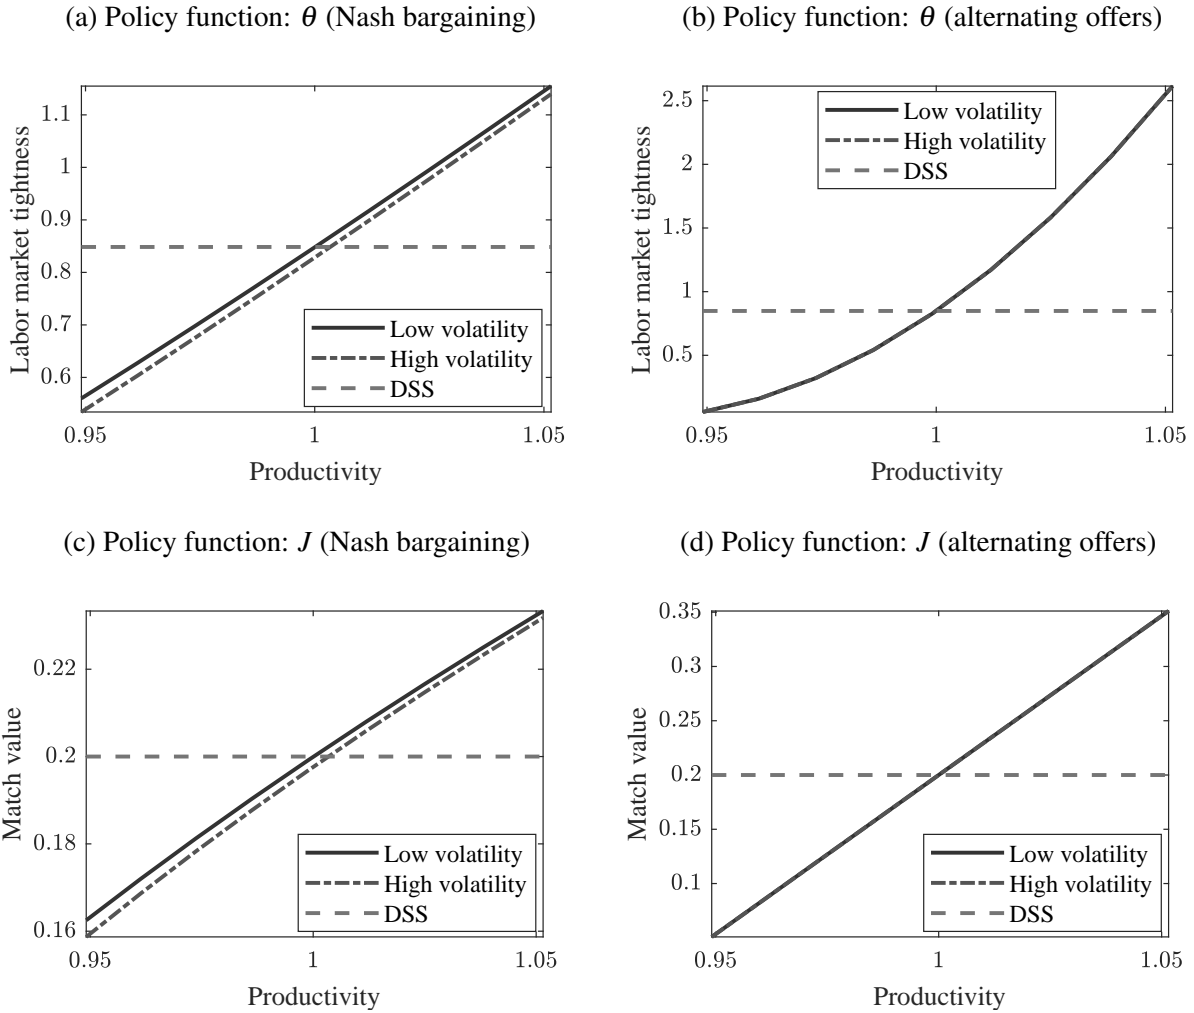 (a) Policy function: θ (Nash bargaining)
1.1
1
0.9
0.8
0.7
0.6
Labor market tightness
Low volatility
High volatility
DSS
0.95
1
1.05
Productivity
(b) Policy function: θ (alternating offers)
2.5
2
1.5
1
0.5
Labor market tightness
Low volatility
High volatility
DSS
0.95
1
1.05
Productivity
(c) Policy function: J (Nash bargaining)
0.22
0.2
0.18
0.16
Match value
Low volatility
High volatility
DSS
0.95
1
1.05
Productivity
(d) Policy function: J (alternating offers)
0.35
0.3
0.25
0.2
0.15
0.1
Match value
Low volatility
High volatility
DSS
0.95
1
1.05
Productivity